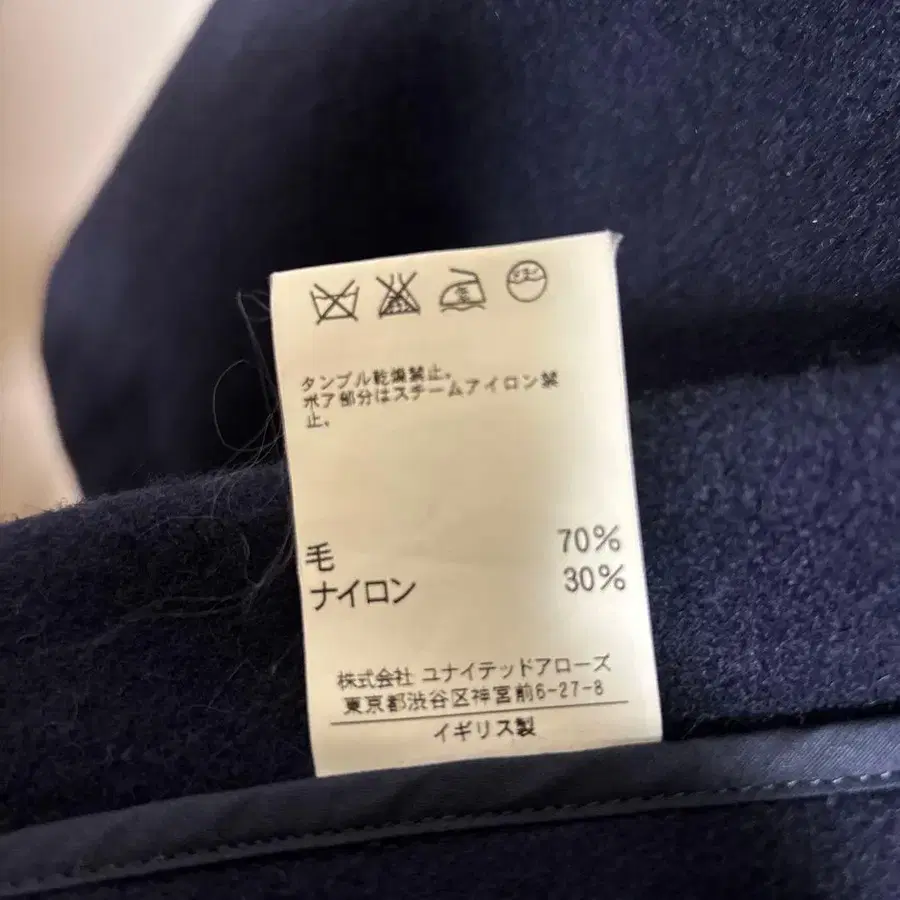 タンブル乾燥禁止。
ボア部分はスチームアイロン禁
止。
毛 70%
ナイロン 30%
株式会社 ユナイテッドアローズ
東京都渋谷区神宮前6-27-8
イギリス製